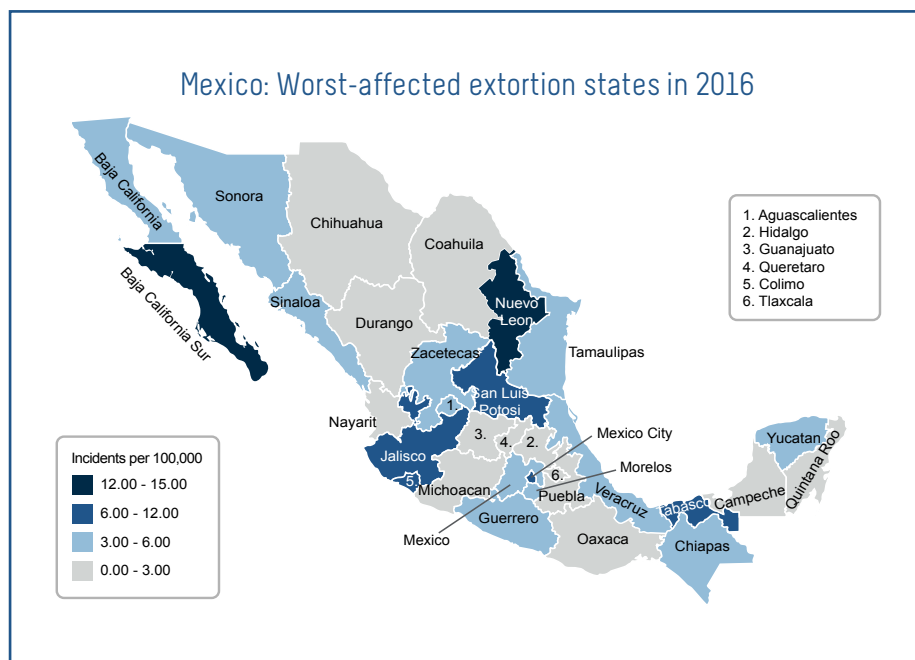 Mexico: Worst-affected extortion states in 2016
Baja California
Sonora
Chihuahua
Coahuila
1. Aguascalientes
2. Hidalgo
3. Guanajuato
4. Queretaro
5. Colimo
6. Tlaxcala
Baja California Sur
Sinaloa
Nuevo
Leon
Durango
Zacetecas
Tamaulipas
San Luis
Potosi
1.
Nayarit
3.
4.
2.
Mexico City
Yucatan
Quintana Roo
Incidents per 100,000
12.00 - 15.00
6.00 - 12.00
3.00 - 6.00
0.00 - 3.00
Jalisco
5.
Michoacan
6.
Morelos
Puebla
Veracruz
Tabasco
Campeche
Guerrero
Mexico
Oaxaca
Chiapas